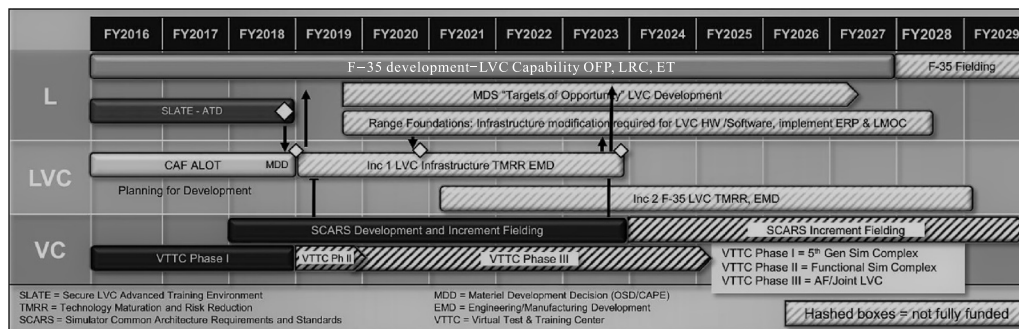 FY2016 FY2017 FY2018 FY2019 FY2020 FY2021 FY2022 FY2023 FY2024 FY2025 FY2026 FY2027 FY2028 FY2029
F-35 development-LVC Capability OFP, LRC, ET
F-35 Fielding
L
MDS "Targets of Opportunity" LVC Development
SLATE - ATD
Range Foundations: Infrastructure modification required for LVC HW /Software, implement ERP & LMOC
LVC
CAF ALOT MDD
Inc 1 LVC Infrastructure TMRR EMD
Planning for Development
Inc 2 F-35 LVC TMRR, EMD
VC
SCARS Development and Increment Fielding
SCARS Increment Fielding
VTTC Phase I
VTTC Ph II
VTTC Phase III
VTTC Phase I = 5th Gen Sim Complex
VTTC Phase II = Functional Sim Complex
VTTC Phase III = AF/Joint LVC
SLATE = Secure LVC Advanced Training Environment
TMRR = Technology Maturation and Risk Reduction
SCARS = Simulator Common Architecture Requirements and Standards
MDD = Materiel Development Decision (OSD/CAPE)
EMD = Engineering/Manufacturing Development
VTTC = Virtual Test & Training Center
Hashed boxes = not fully funded